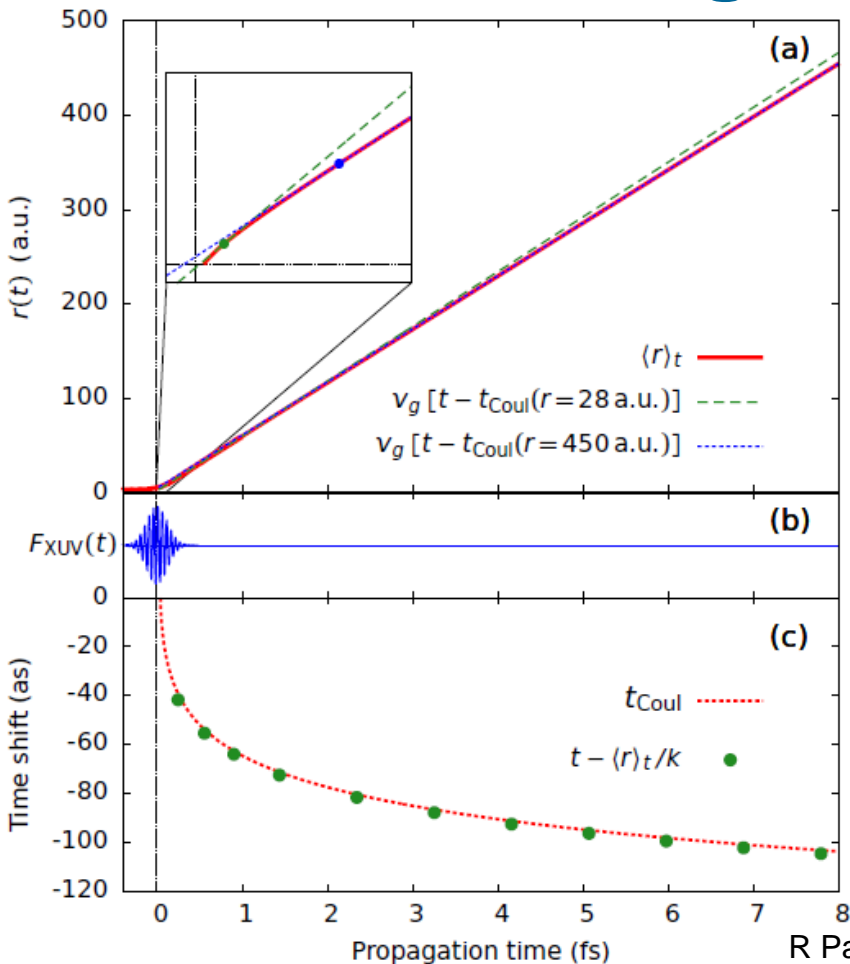 500
(a)
400
300
r(t) (a.u.)
200
⟨r⟩t
100
vg [t − tCoul(r = 28 a.u.)]
vg [t − tCoul(r = 450 a.u.)]
0
FXUV(t)
(b)
0
-20
(c)
-40
tCoul
-60
t − ⟨r⟩t /k
-80
Time shift (as)
-100
-120
0 1 2 3 4 5 6 7 8
Propagation time (fs)
R Pa